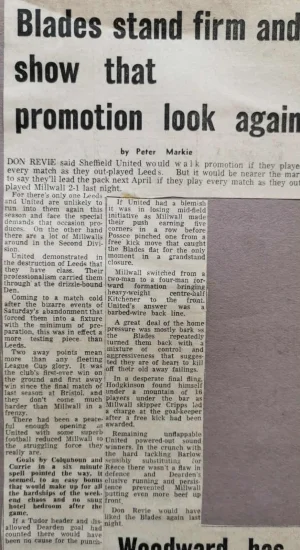 Blades stand firm and
show that
promotion look again
by Peter Markie
DON REVIE said Sheffield United would walk promotion if they playe
every match as they out-played Leeds. But it would be nearer the mar
to say they'll lead the pack next April if they play every match as they out
played Millwall 2-1 last night.
For there's only one Leeds
and United are unlikely to
run into them again this
season and face the special
demands that occasion pro-
duces. On the other hand
there are a lot of Millwalls
around in the Second Divi-
sion.
United demonstrated in
the destruction of Leeds that
they have class. Their
professionalism carried them
through at the drizzle-bound
Den.
Coming to a match cold
after the bizarre events of
Saturday's abandonment that
forced them into a fixture
with the minimum of pre-
paration, this was in effect a
more testing piece than
Leeds.
Two away points mean
more than any fleeting
League Cup glory. It was
the club's first-ever win on
the ground and first away
win since the final match of
last season at Bristol, and
they don't come much
harder than Millwall in a
frenzy.
There had been a peace-
ful enough opening as
United with some superb
football reduced Millwall to
the struggling force they
really are.
Goals by Colquhoun and
Currie in a six minute
spell pointed the way. It
seemed, to an easy bonus
that would make up for all
the hardships of the week-
end chaos and no snug
hotel bedroom after the
game.
If a Tudor header and dis-
allowed Dearden goal had
counted there would have
been no cause for the punch
If United had a blemish
it was in losing mid-field
initiative as Millwall made
their push earning five
corners in a row before
Possee pinched one from a
free kick move that caught
the Blades flat for the only
moment in a grandstand
closure.
Millwall switched from a
two-man to a four-man for-
ward formation bringing
heavyweight centre-half
Kitchener to the front.
United's answer was a
barbed-wire back line.
A great deal of the home
pressure was mostly bark as
the Blades repeatedly
turned them back with a
mixture of control and
aggressiveness that sugges-
ted they are of heart to kill
off their old away failings.
In a desperate final fling
Hodgkinson found himself
under a mountain of 16
players under the bar as
Millwall skipper Cripps led
a charge at the goal-keeper
after a free kick had been
awarded.
Remaining unflappable
United powered-out sound
winners. In the crunch with
the hard tackling Barlow
substituting for
Reece there wasn't a flaw in
defence and Dearden's
elusive running and persis-
tence prevented Millwall
putting even more beef and
front.
Don Revie would have
liked the Blades again last
night.
Woodward has